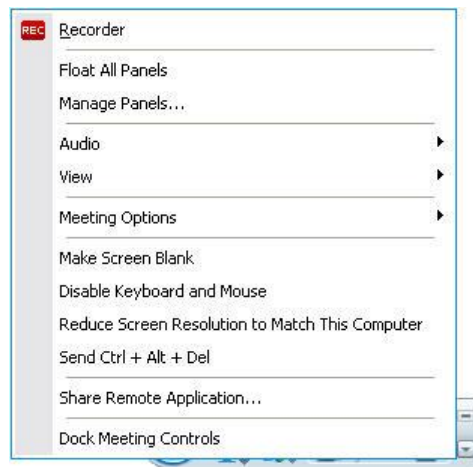 REC Recorder
Float All Panels
Manage Panels...
Audio
View
Meeting Options
Make Screen Blank
Disable Keyboard and Mouse
Reduce Screen Resolution to Match This Computer
Send Ctrl + Alt + Del
Share Remote Application...
Dock Meeting Controls